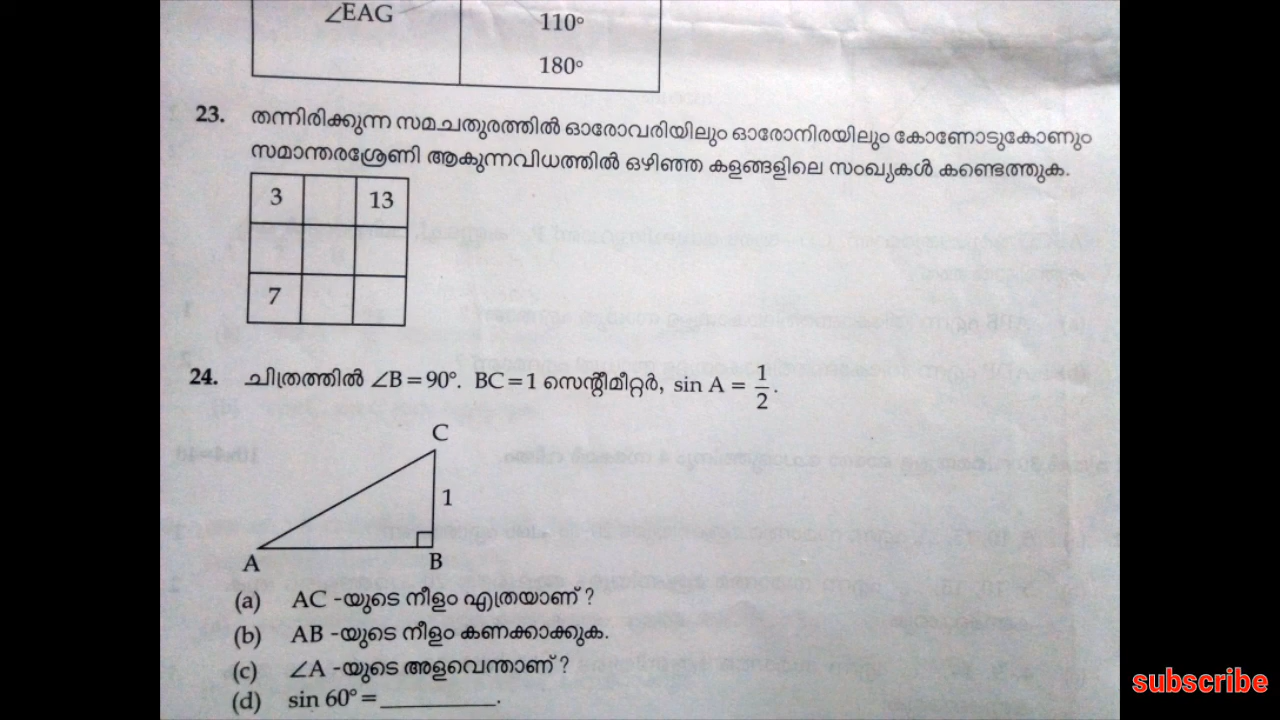 ∠EAG 110°
180°
23. തന്നിരിക്കുന്ന സമചതുരത്തിൽ ഓരോവരിയിലും ഓരോനിരയിലും കോണോടുകോണും
സമാന്തരശ്രേണി ആകുന്നവിധത്തിൽ ഒഴിഞ്ഞ കളങ്ങളിലെ സംഖ്യകൾ കണ്ടെത്തുക.
3 13
7
24. ചിത്രത്തിൽ ∠B=90°. BC=1 സെന്റീമീറ്റർ, sin A = 1/2.
C
1
A B
(a) AC -യുടെ നീളം എത്രയാണ് ?
(b) AB -യുടെ നീളം കണക്കാക്കുക.
(c) ∠A -യുടെ അളവെന്താണ് ?
(d) sin 60° = __________.
subscribe